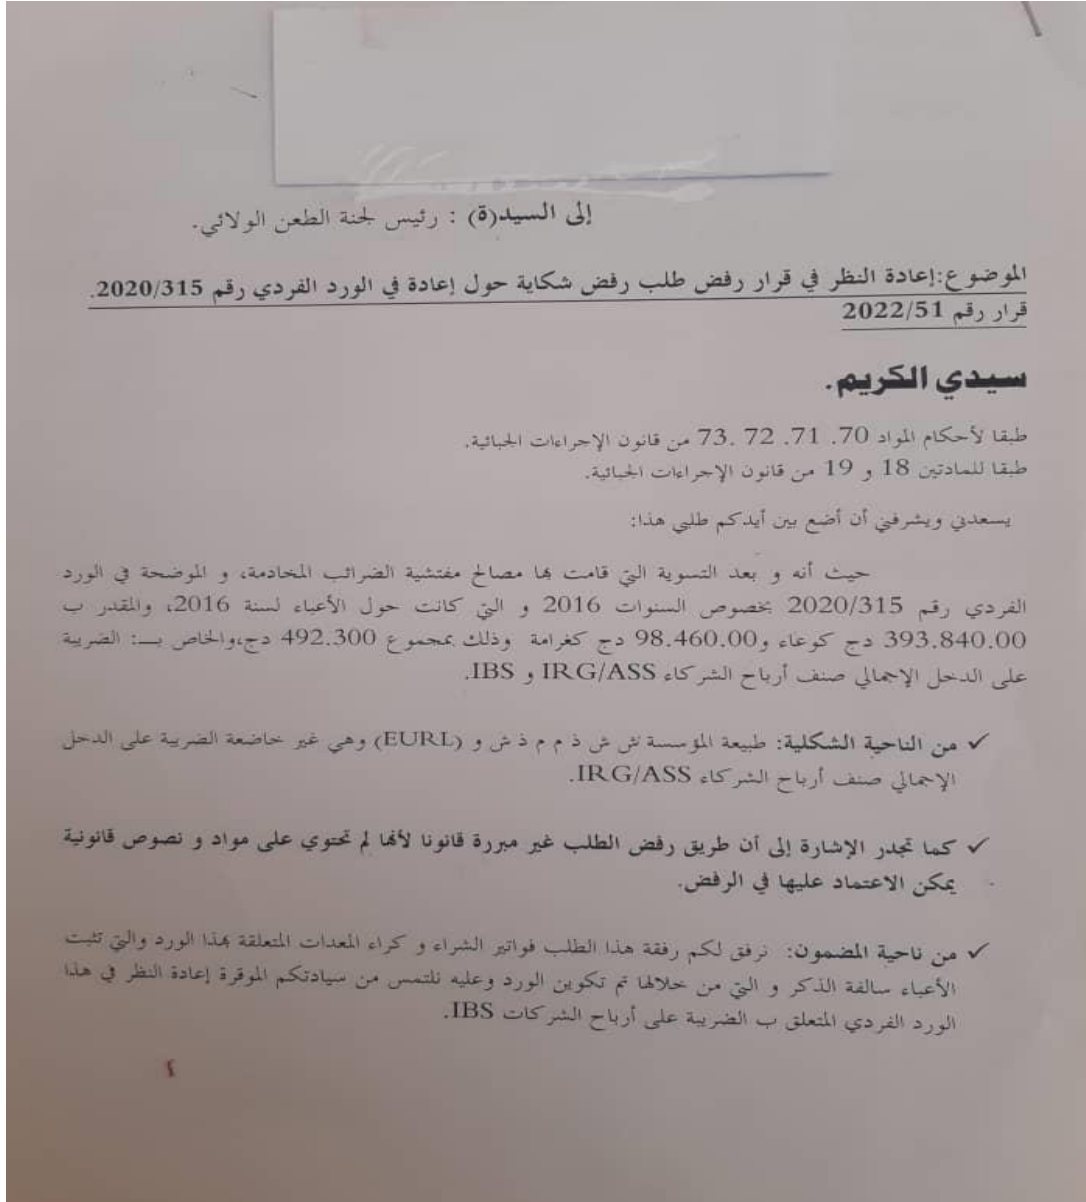 إلى السيد(ة) : رئيس لجنة الطعن الولائي.
الموضوع:إعادة النظر في قرار رفض طلب رفض شكاية حول إعادة في الورد الفردي رقم 2020/315.
قرار رقم 2022/51
سيدي الكريم.
طبقا لأحكام المواد 70. 71. 72 .73 من قانون الإجراءات الجبائية.
طبقا للمادتين 18 و 19 من قانون الإجراءات الجبائية.
يسعدني ويشرفني أن أضع بين أيدكم طلبي هذا:
حيث أنه و بعد التسوية التي قامت بها مصالح مفتشية الضرائب المخادمة، و الموضحة في الورد
الفردي رقم 2020/315 بخصوص السنوات 2016 و التي كانت حول الأعباء لسنة 2016، والمقدر ب
393.840.00 دج كوعاء و98.460.00 دج كغرامة وذلك بمجموع 492.300 دج،والخاص بـــ: الضريبة
على الدخل الإجمالي صنف أرباح الشركاء IRG/ASS و IBS.
✓ من الناحية الشكلية: طبيعة المؤسسة ش ش ذ م م ذ ش و (EURL) وهي غير خاضعة الضريبة على الدخل
الإجمالي صنف أرباح الشركاء IRG/ASS.
✓ كما تجدر الإشارة إلى أن طريق رفض الطلب غير مبررة قانونا لأنها لم تحتوي على مواد و نصوص قانونية
يمكن الاعتماد عليها في الرفض.
✓ من ناحية المضمون: نرفق لكم رفقة هذا الطلب فواتير الشراء و كراء المعدات المتعلقة بهذا الورد والتي تثبت
الأعباء سالفة الذكر و التي من خلالها تم تكوين الورد وعليه نلتمس من سيادتكم الموقرة إعادة النظر في هذا
الورد الفردي المتعلق ب الضريبة على أرباح الشركات IBS.